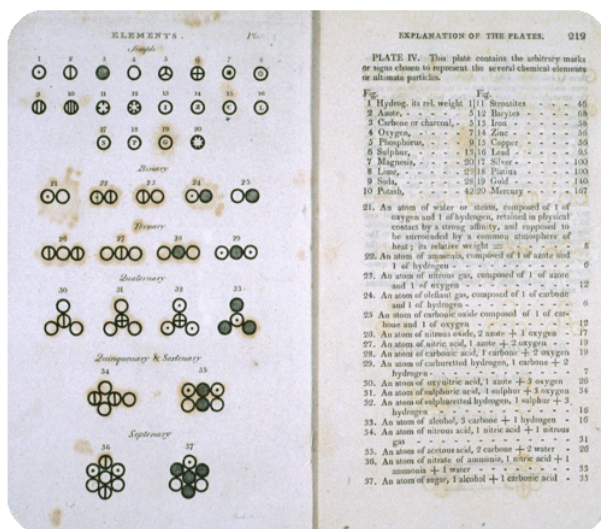 ELEMENTS.
Simple
1 2 3 4 5 6 7 8
9 10 11 12 13 14 15 16
17 18 19 20
Binary
21 22 23 24 25
Ternary
26 27 28 29
Quaternary
30 31 32 33
Quinquenary & Sextenary
34 35
Septenary
36 37
EXPLANATION OF THE PLATES. 219
PLATE IV. This plate contains the arbitrary marks
or signs chosen to represent the several chemical elements
or ultimate particles.
Fig. Fig.
1 Hydrog. its rel. weight 1 11 Strontites - 46
2 Azote, - 5 12 Barytes - 68
3 Carbone or charcoal, - 5 13 Iron - 38
4 Oxygen, - 7 14 Zinc - 56
5 Phosphorus, - 9 15 Copper - 56
6 Sulphur, - 13 16 Lead - 95
7 Magnesia, - 20 17 Silver - 100
8 Lime, - 23 18 Platina - 100
9 Soda, - 28 19 Gold - 140
10 Potash, - 42 20 Mercury - 167
21. An atom of water or steam, composed of 1 of
oxygen and 1 of hydrogen, retained in physical
contact by a strong affinity, and supposed to
be surrounded by a common atmosphere of
heat; its relative weight = - 8
22. An atom of ammonia, composed of 1 of azote and
1 of hydrogen - 6
23. An atom of nitrous gas, composed of 1 of azote
and 1 of oxygen - 12
24. An atom of olefiant gas, composed of 1 of carbone
and 1 of hydrogen - 6
25 An atom of carbonic oxide composed of 1 of car-
bone and 1 of oxygen - 12
26. An atom of nitrous oxide, 2 azote + 1 oxygen - 17
27. An atom of nitric acid, 1 azote + 2 oxygen - 19
28. An atom of carbonic acid, 1 carbone + 2 oxygen 19
29. An atom of carburetted hydrogen, 1 carbone + 2
hydrogen - 7
30. An atom of oxynitric acid, 1 azote + 3 oxygen 26
31. An atom of sulphuric acid, 1 sulphur + 3 oxygen 34
32. An atom of sulphuretted hydrogen, 1 sulphur + 3
hydrogen - 16
33. An atom of alcohol, 3 carbone + 1 hydrogen - 16
34. An atom of nitrous acid, 1 nitric acid + 1 nitrous
gas - 31
35. An atom of acetous acid, 2 carbone + 2 water - 26
36. An atom of nitrate of ammonia, 1 nitric acid + 1
ammonia + 1 water - 33
37. An atom of sugar, 1 alcohol + 1 carbonic acid - 35